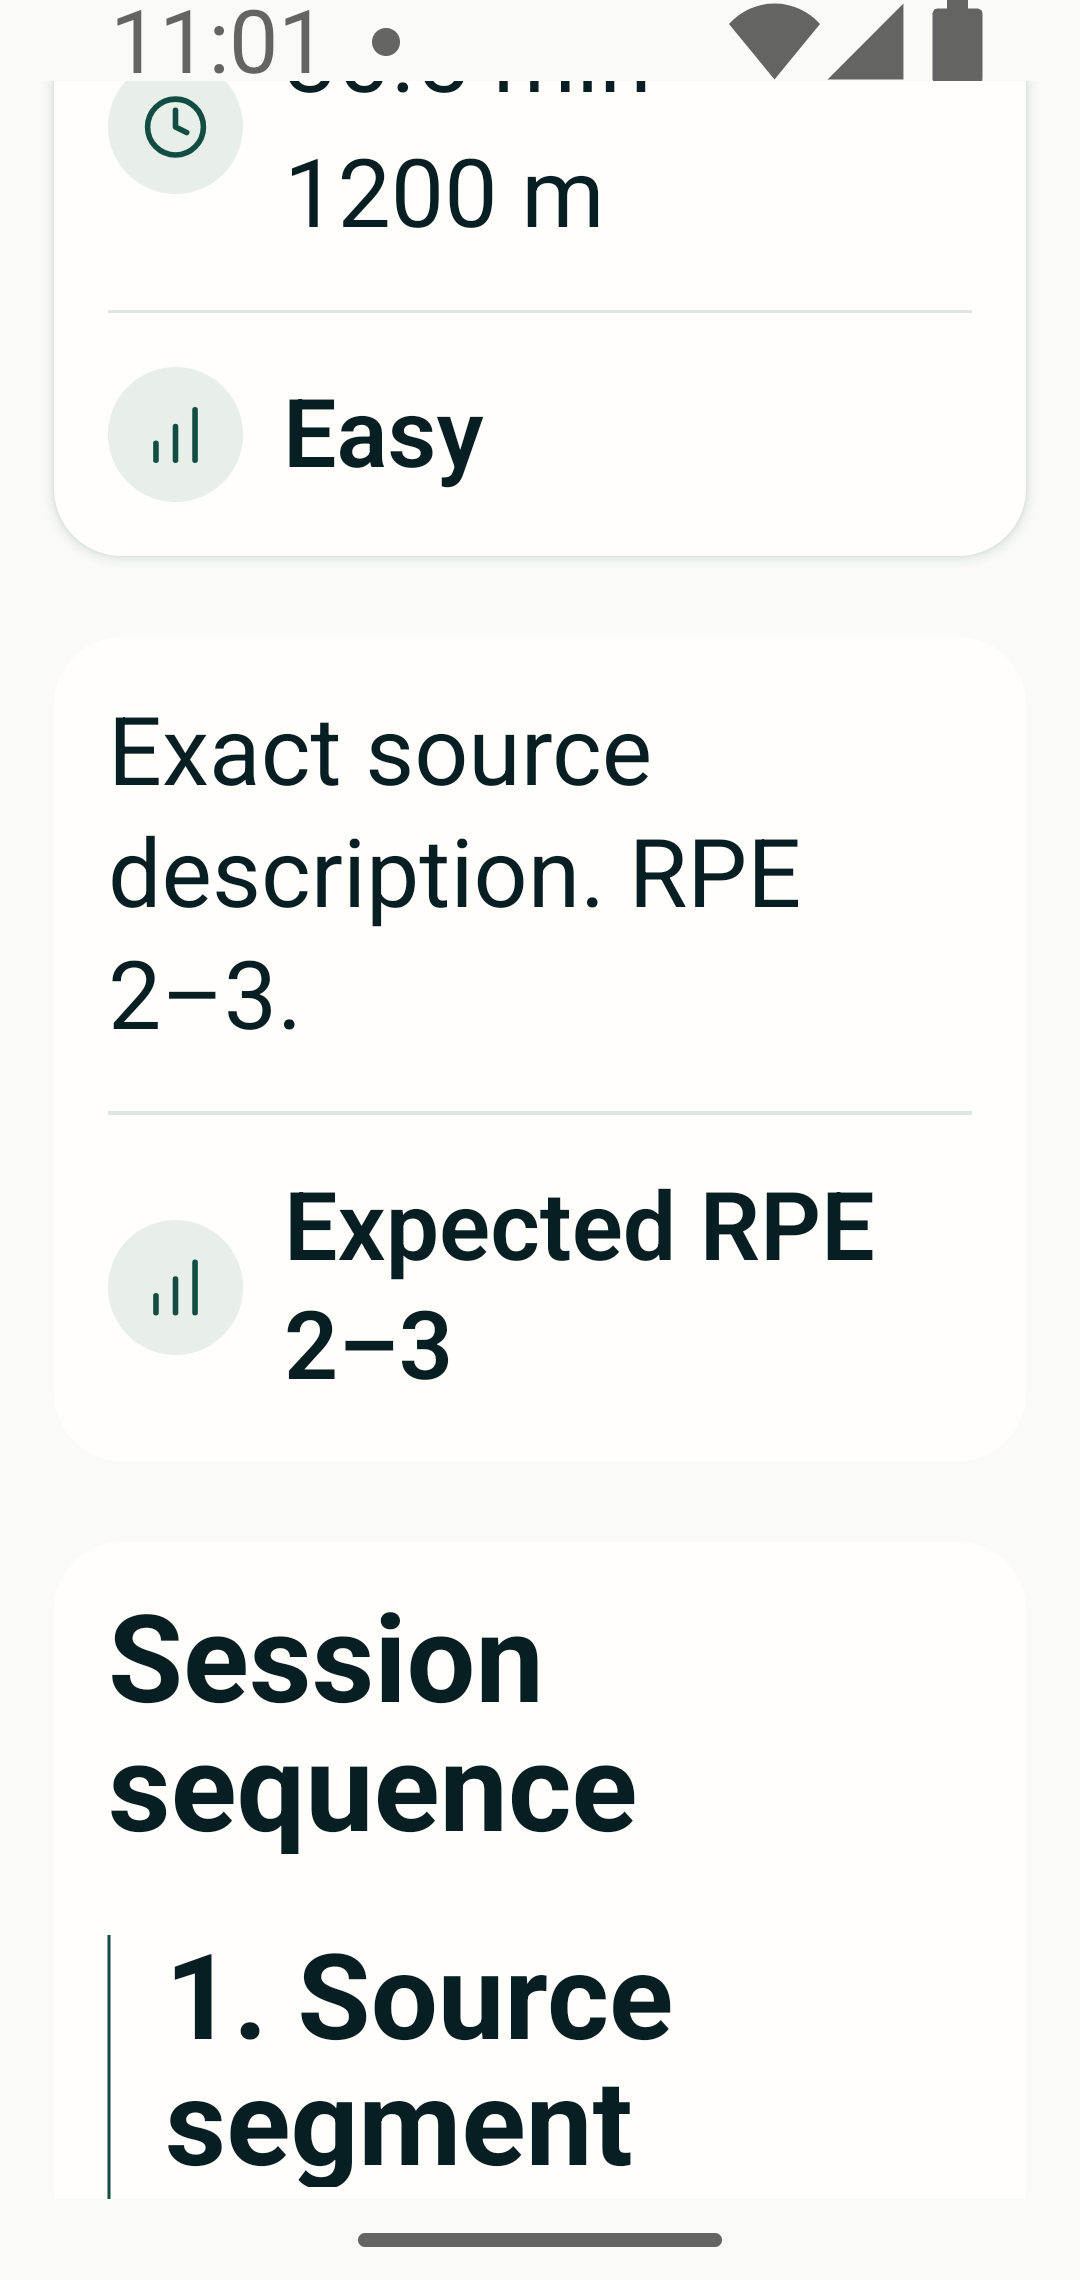 11:01
1200 m
Easy
Exact source
description. RPE
2–3.
Expected RPE
2–3
Session
sequence
1. Source
segment